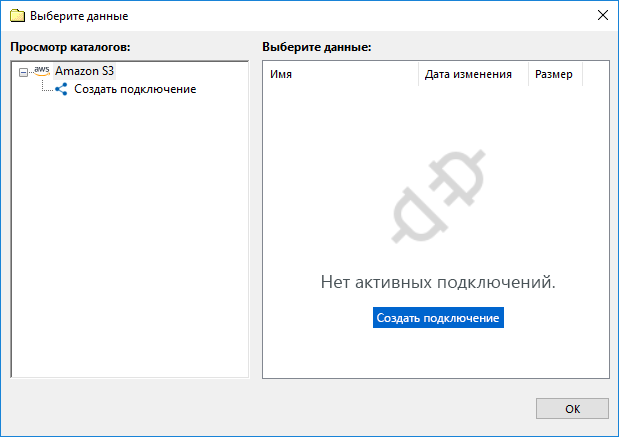 Выберите данные
Просмотр каталогов:
Выберите данные:
aws Amazon S3
Создать подключение
Имя Дата изменения Размер
Нет активных подключений.
Создать подключение
OK